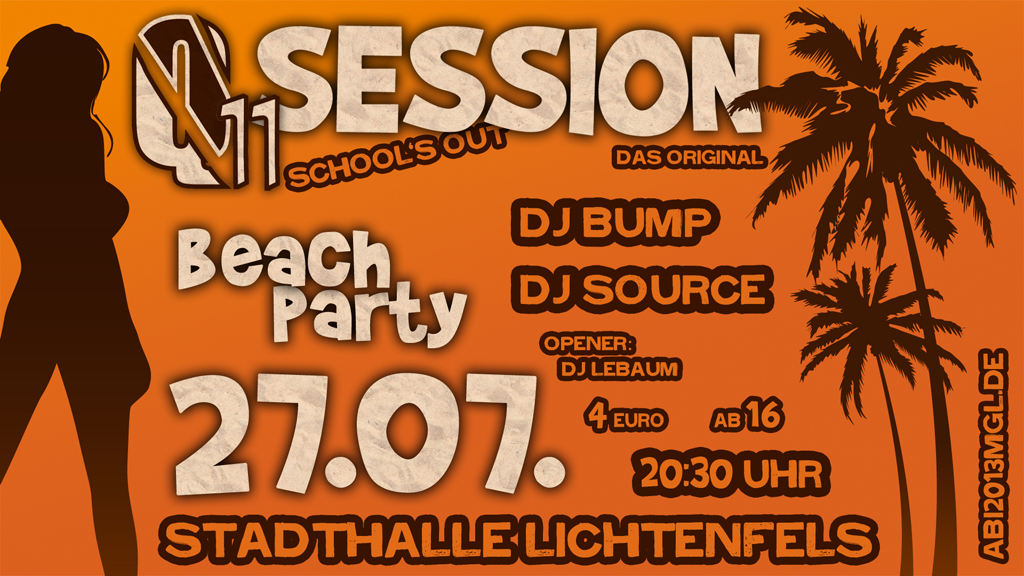 Q11 SESSION
SCHOOL'S OUT
DAS ORIGINAL
Beach
Party
27.07.
DJ BUMP
DJ SOURCE
OPENER:
DJ LEBAUM
4 EURO AB 16
20:30 UHR
STADTHALLE LICHTENFELS
ABI2013MGL.DE